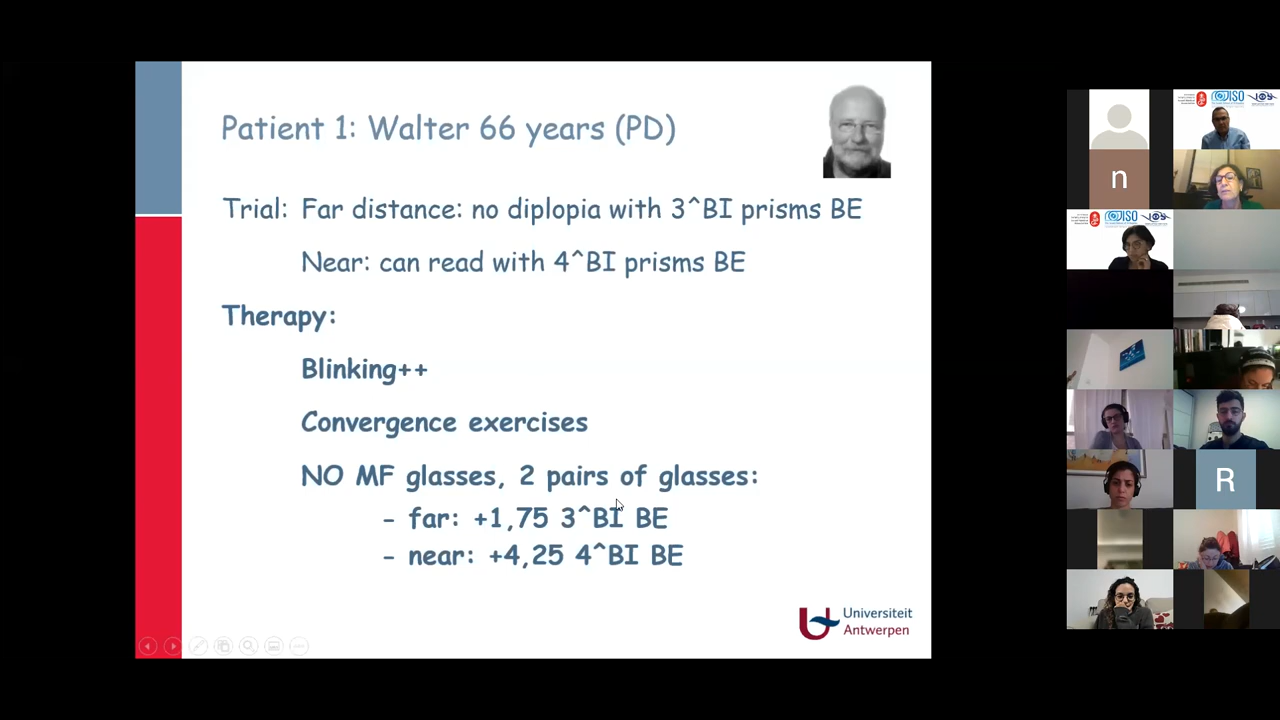 Patient 1: Walter 66 years (PD)
Trial: Far distance: no diplopia with 3^BI prisms BE
Near: can read with 4^BI prisms BE
Therapy:
Blinking++
Convergence exercises
NO MF glasses, 2 pairs of glasses:
- far: +1,75 3^BI BE
- near: +4,25 4^BI BE
Universiteit
Antwerpen
n
R
ISO
ISO